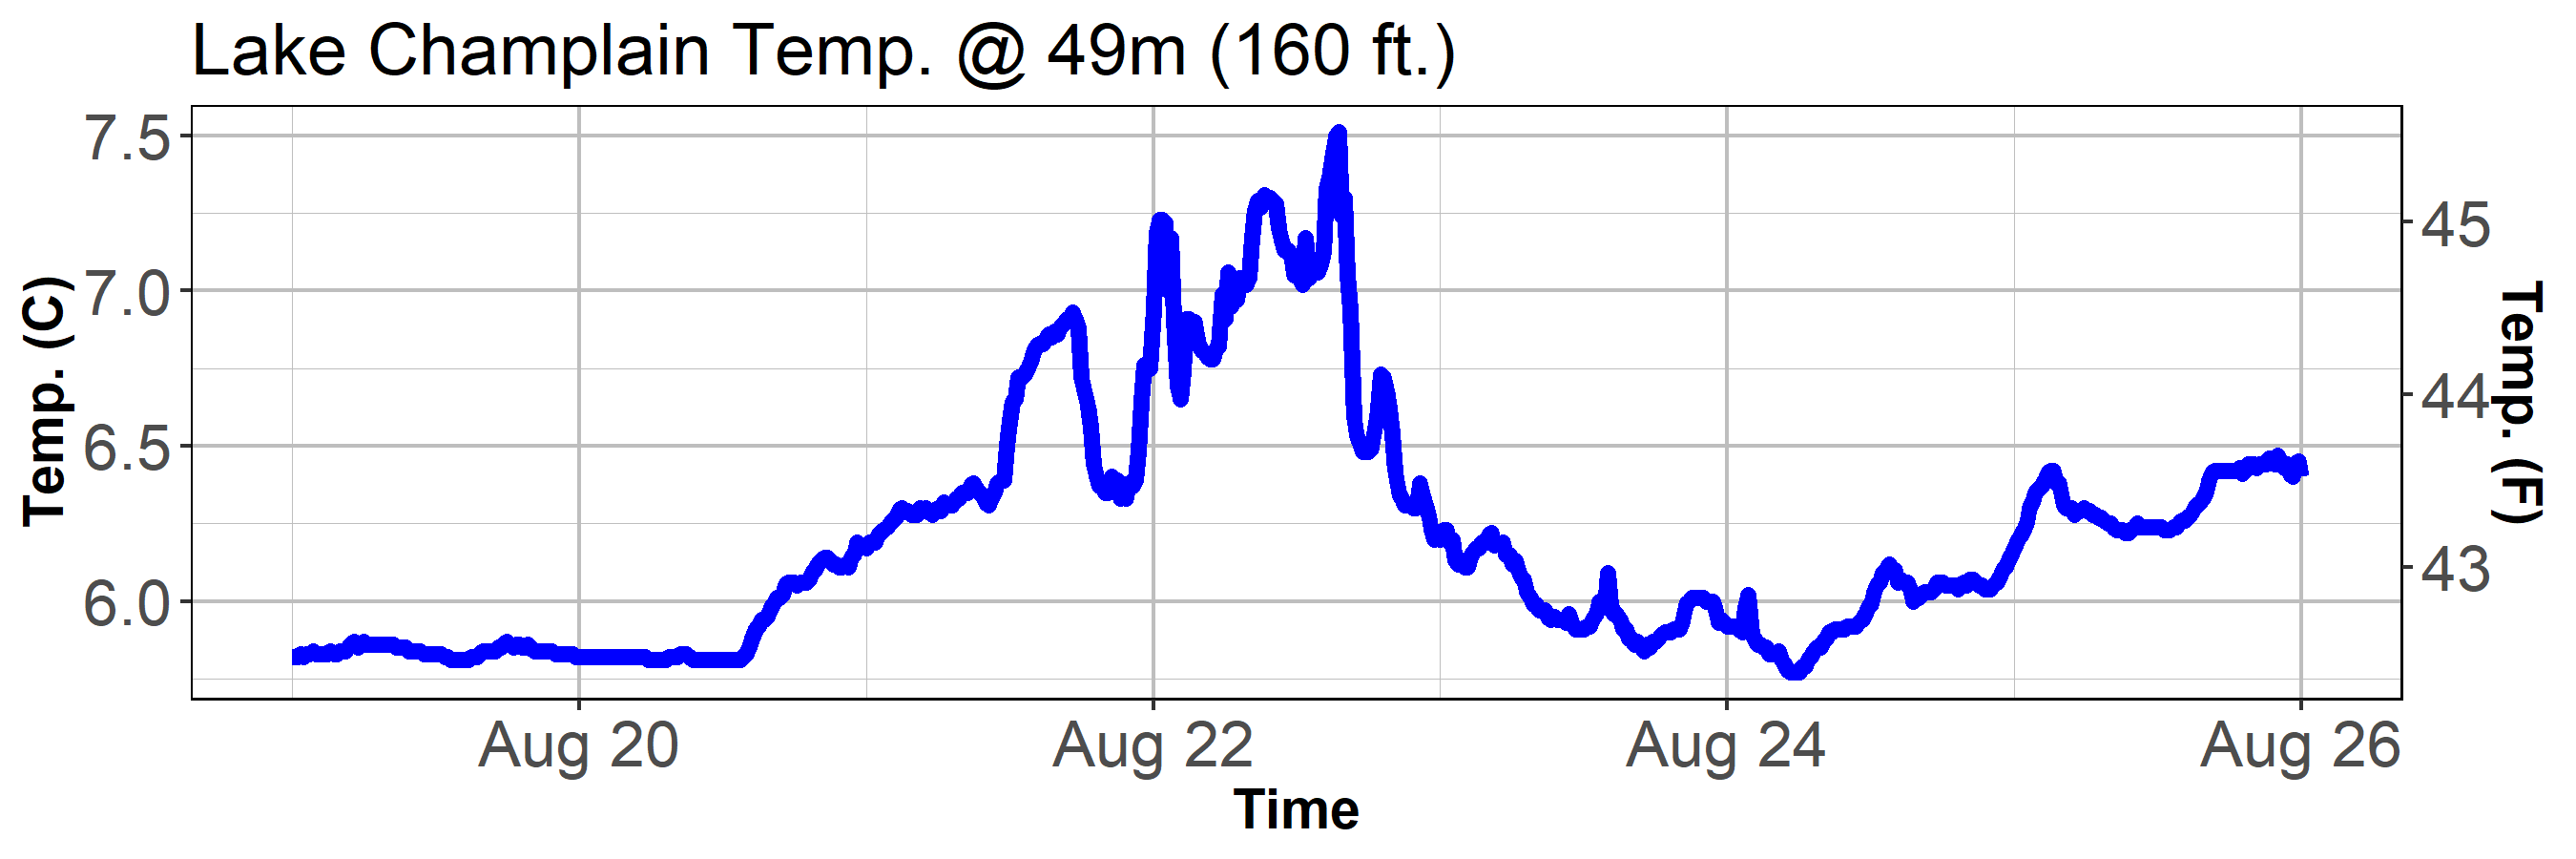 Lake Champlain Temp. @ 49m (160 ft.)
7.5
7.0
6.5
6.0
Temp. (C)
45
44
43
Temp. (F)
Aug 20
Aug 22
Aug 24
Aug 26
Time